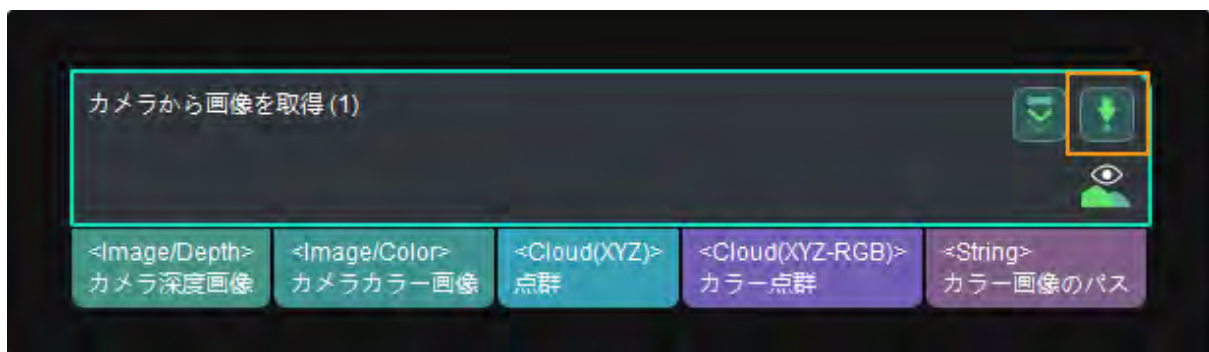 カメラから画像を取得 (1)
<Image/Depth>
カメラ深度画像
<Image/Color>
カメラカラー画像
<Cloud(XYZ)>
点群
<Cloud(XYZ-RGB)>
カラー点群
<String>
カラー画像のパス